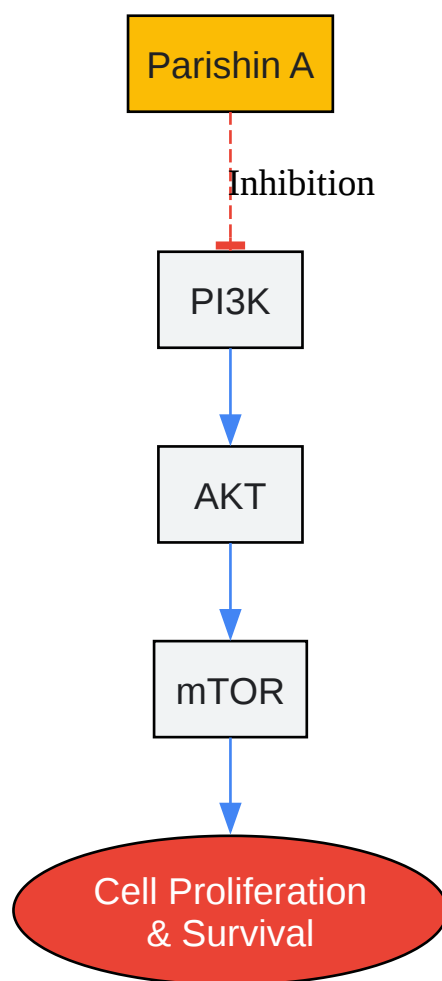 Parishin A
Inhibition
PI3K
AKT
mTOR
Cell Proliferation
& Survival